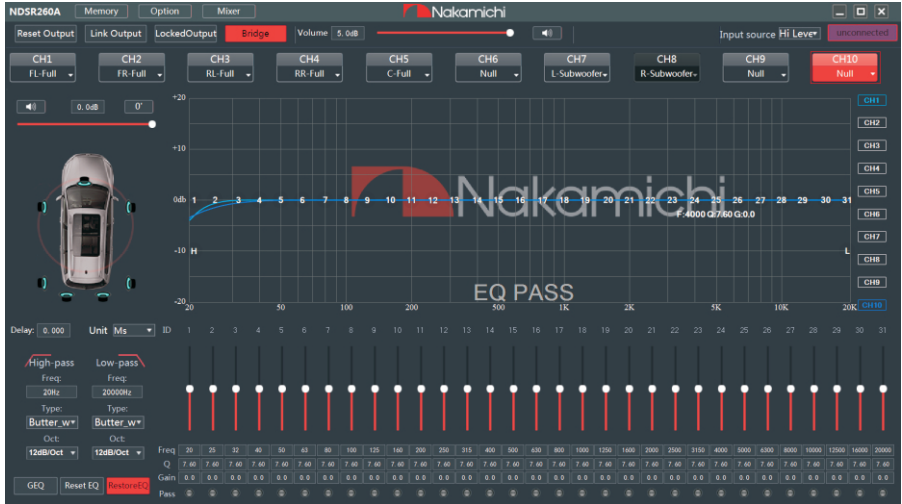 NDSR260A Memory Option Mixer Nakamichi
Reset Output Link Output LockedOutput Bridge Volume 5.0dB Input source Hi Leve unconnected
CH1 CH2 CH3 CH4 CH5 CH6 CH7 CH8 CH9 CH10
FL-Full FR-Full RL-Full RR-Full C-Full Null L-Subwoofer R-Subwoofer Null Null
0.0dB 0°
+20
+10
0db
-10
-20
1 2 3 4 5 6 7 8 9 10 11 12 13 14 15 16 17 18 19 20 21 22 23 24 25 26 27 28 29 30 31
Nakamichi
F:4000 Q:7.60 G:0.0
H L
EQ PASS
20 50 100 200 500 1K 2K 5K 10K 20K
CH1
CH2
CH3
CH4
CH5
CH6
CH7
CH8
CH9
CH10
Delay: 0.000 Unit Ms ID 1 2 3 4 5 6 7 8 9 10 11 12 13 14 15 16 17 18 19 20 21 22 23 24 25 26 27 28 29 30 31
High-pass Low-pass
Freq: Freq:
20Hz 20000Hz
Type: Type:
Butter_w Butter_w
Oct: Oct:
12dB/Oct 12dB/Oct
Freq 20 25 32 40 50 63 80 100 125 160 200 250 315 400 500 630 800 1000 1250 1600 2000 2500 3150 4000 5000 6300 8000 10000 12500 16000 20000
Q 7.60 7.60 7.60 7.60 7.60 7.60 7.60 7.60 7.60 7.60 7.60 7.60 7.60 7.60 7.60 7.60 7.60 7.60 7.60 7.60 7.60 7.60 7.60 7.60 7.60 7.60 7.60 7.60 7.60 7.60 7.60
Gain 0.0 0.0 0.0 0.0 0.0 0.0 0.0 0.0 0.0 0.0 0.0 0.0 0.0 0.0 0.0 0.0 0.0 0.0 0.0 0.0 0.0 0.0 0.0 0.0 0.0 0.0 0.0 0.0 0.0 0.0 0.0
Pass
GEQ Reset EQ RestoreEQ